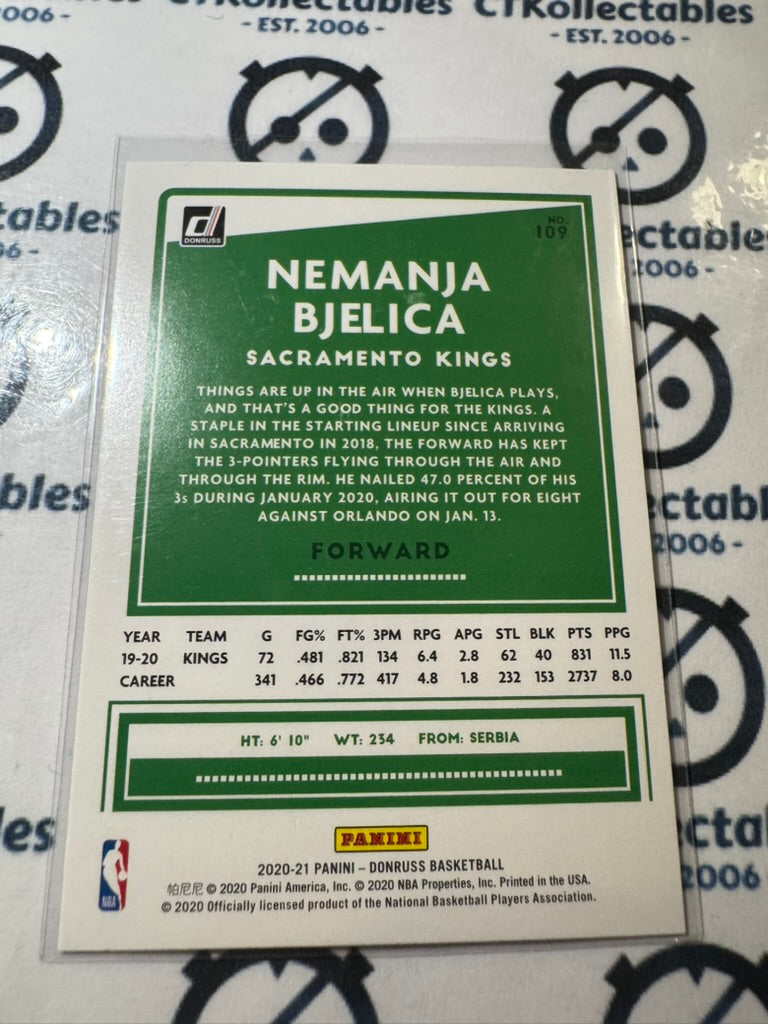 2006 -
CTKollectables
CTKollectables
- EST. 2006 -
- EST. 2006 -
DONRUSS
NO.
109
NEMANJA
BJELICA
SACRAMENTO KINGS
THINGS ARE UP IN THE AIR WHEN BJELICA PLAYS,
AND THAT'S A GOOD THING FOR THE KINGS. A
STAPLE IN THE STARTING LINEUP SINCE ARRIVING
IN SACRAMENTO IN 2018, THE FORWARD HAS KEPT
THE 3-POINTERS FLYING THROUGH THE AIR AND
THROUGH THE RIM. HE NAILED 47.0 PERCENT OF HIS
3s DURING JANUARY 2020, AIRING IT OUT FOR EIGHT
AGAINST ORLANDO ON JAN. 13.
FORWARD
YEAR TEAM G FG% FT% 3PM RPG APG STL BLK PTS PPG
19-20 KINGS 72 .481 .821 134 6.4 2.8 62 40 831 11.5
CAREER 341 .466 .772 417 4.8 1.8 232 153 2737 8.0
HT: 6' 10" WT: 234 FROM: SERBIA
PANINI
NBA
2020-21 PANINI – DONRUSS BASKETBALL
帕尼尼 © 2020 Panini America, Inc. © 2020 NBA Properties, Inc. Printed in the USA.
© 2020 Officially licensed product of the National Basketball Players Association.
ctables
06 -
ectables
2006 -
bles
ectabl
2006 -
les
ctab
2006